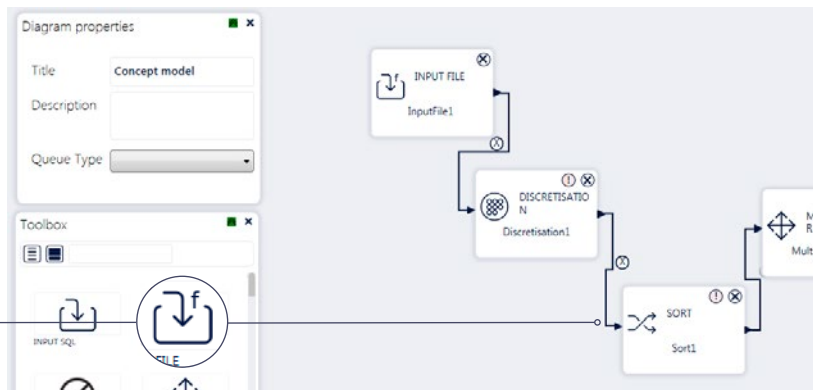 Diagram properties
Title
Concept model
Description
Queue Type
Toolbox
INPUT SQL
f
FILE
f
INPUT FILE
InputFile1
DISCRETISATIO
N
Discretisation1
SORT
Sort1
M
R
Mult